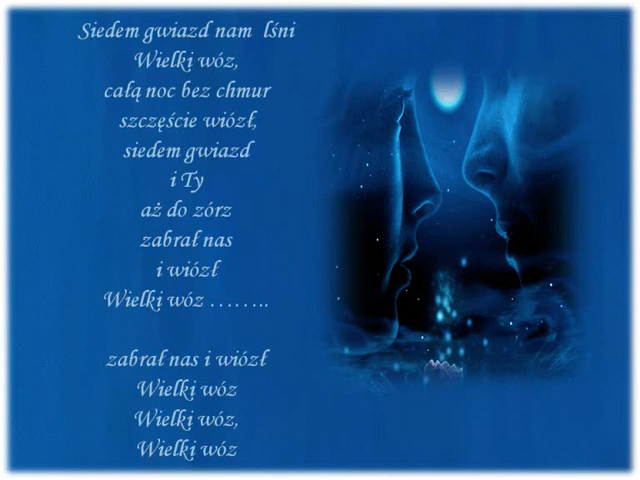 Siedem gwiazd nam lśni
Wielki wóz,
całą noc bez chmur
szczęście wiózł,
siedem gwiazd
i Ty
aż do zórz
zabrał nas
i wiózł
Wielki wóz ……..
zabrał nas i wiózł
Wielki wóz
Wielki wóz,
Wielki wóz